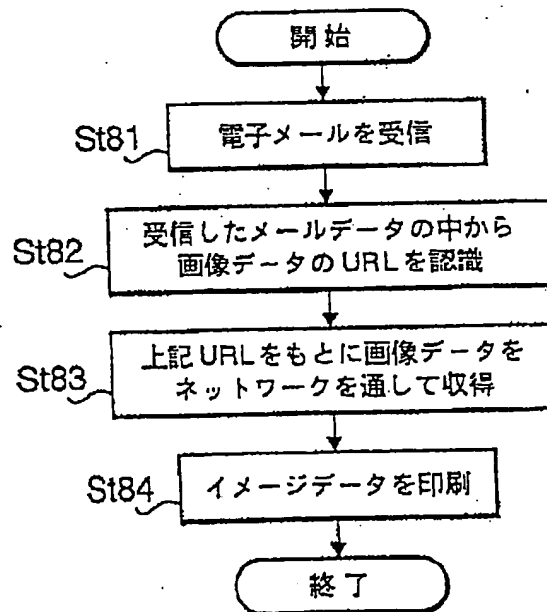 開始
St81
電子メールを受信
St82
受信したメールデータの中から
画像データのURLを認識
St83
上記URLをもとに画像データを
ネットワークを通して収得
St84
イメージデータを印刷
終了